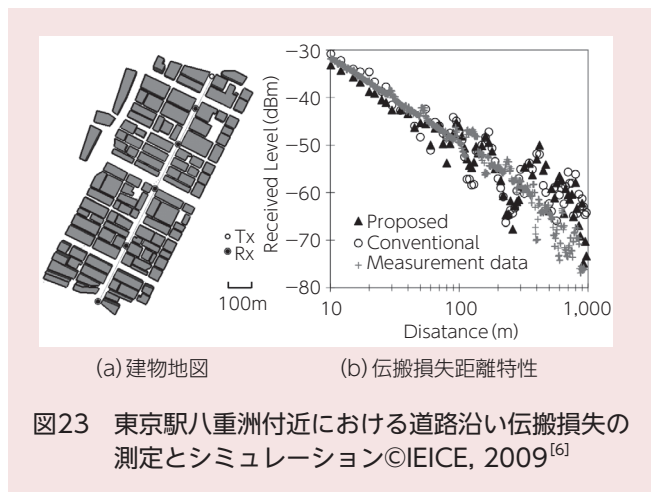 Tx
Rx
100m
−30
−40
−50
−60
−70
−80
Received Level (dBm)
Proposed
Conventional
Measurement data
10
100
1,000
Disatance (m)
(a) 建物地図
(b) 伝搬損失距離特性
図23 東京駅八重洲付近における道路沿い伝搬損失の
測定とシミュレーション©IEICE, 2009[6]